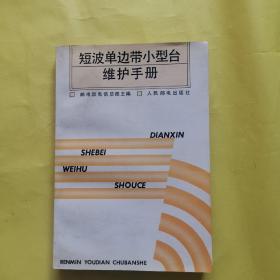 短波单边带小型台
维护手册
邮电部电信总局主编 人民邮电出版社
DIANXIN
SHEBEI
WEIHU
SHOUCE
RENMIN YOUDIAN CHUBANSHE